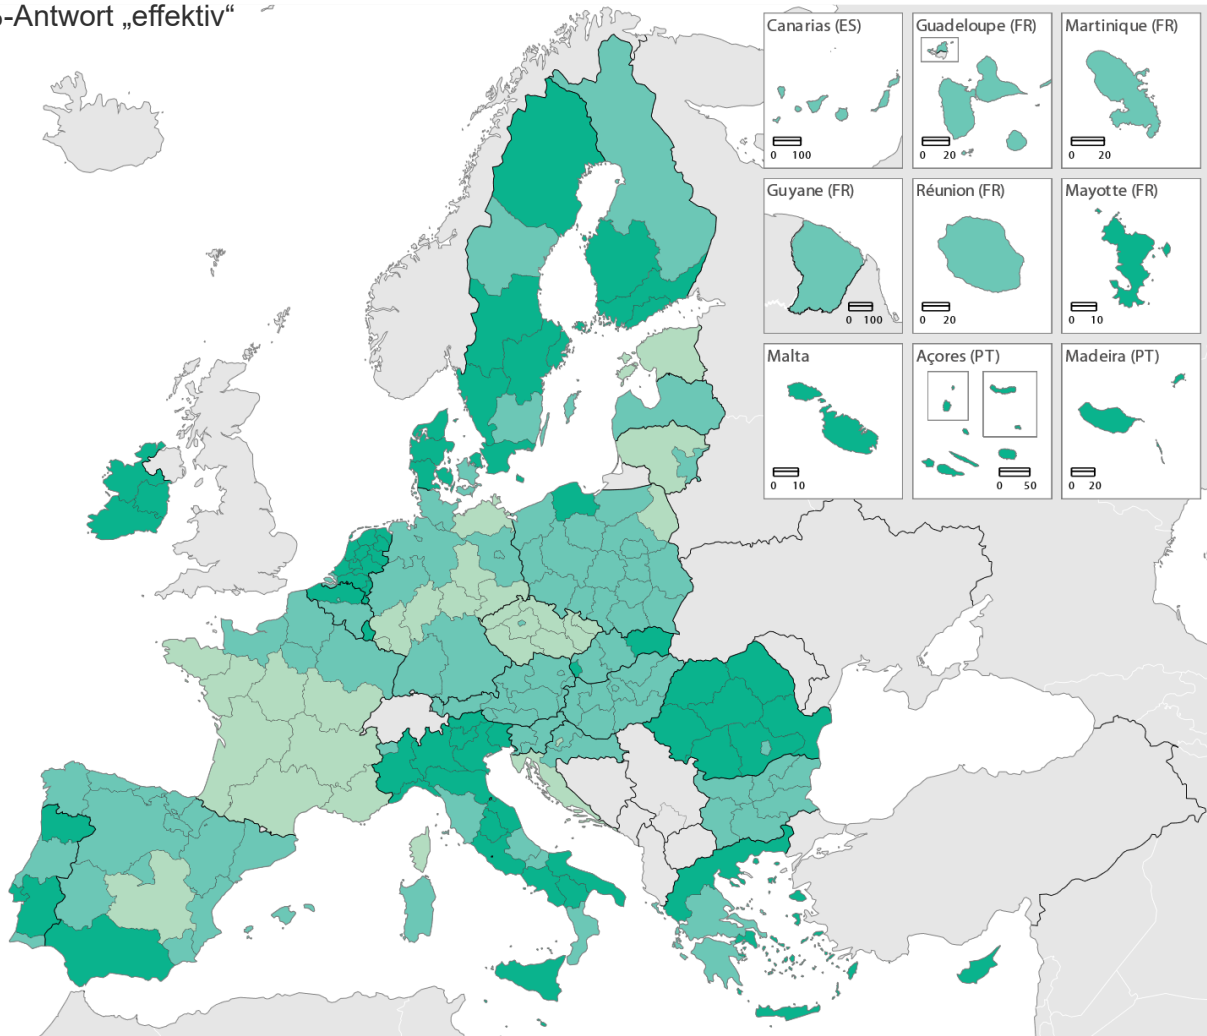 -Antwort „effektiv“
Canarias (ES)
0 100
Guadeloupe (FR)
0 20
Martinique (FR)
0 20
Guyane (FR)
0 100
Réunion (FR)
0 20
Mayotte (FR)
0 10
Malta
0 10
Açores (PT)
0 50
Madeira (PT)
0 20